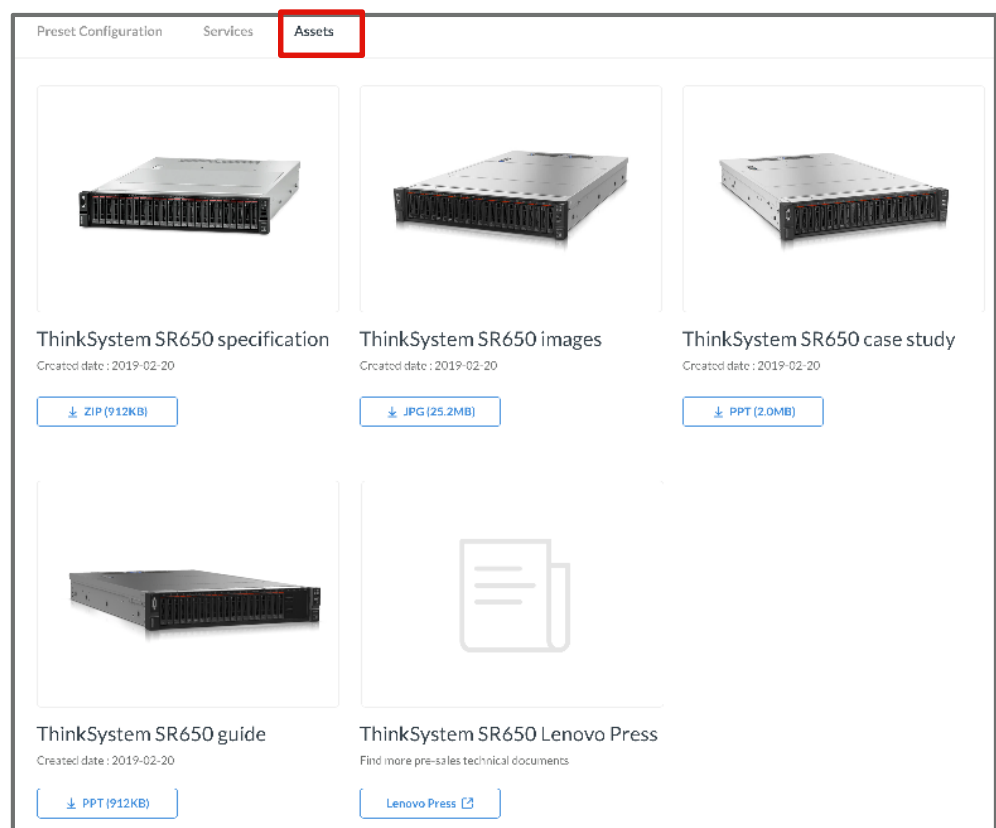 Preset Configuration Services Assets
ThinkSystem SR650 specification
Created date : 2019-02-20
ZIP (912KB)
ThinkSystem SR650 images
Created date : 2019-02-20
JPG (25.2MB)
ThinkSystem SR650 case study
Created date : 2019-02-20
PPT (2.0MB)
ThinkSystem SR650 guide
Created date : 2019-02-20
PPT (912KB)
ThinkSystem SR650 Lenovo Press
Find more pre-sales technical documents
Lenovo Press